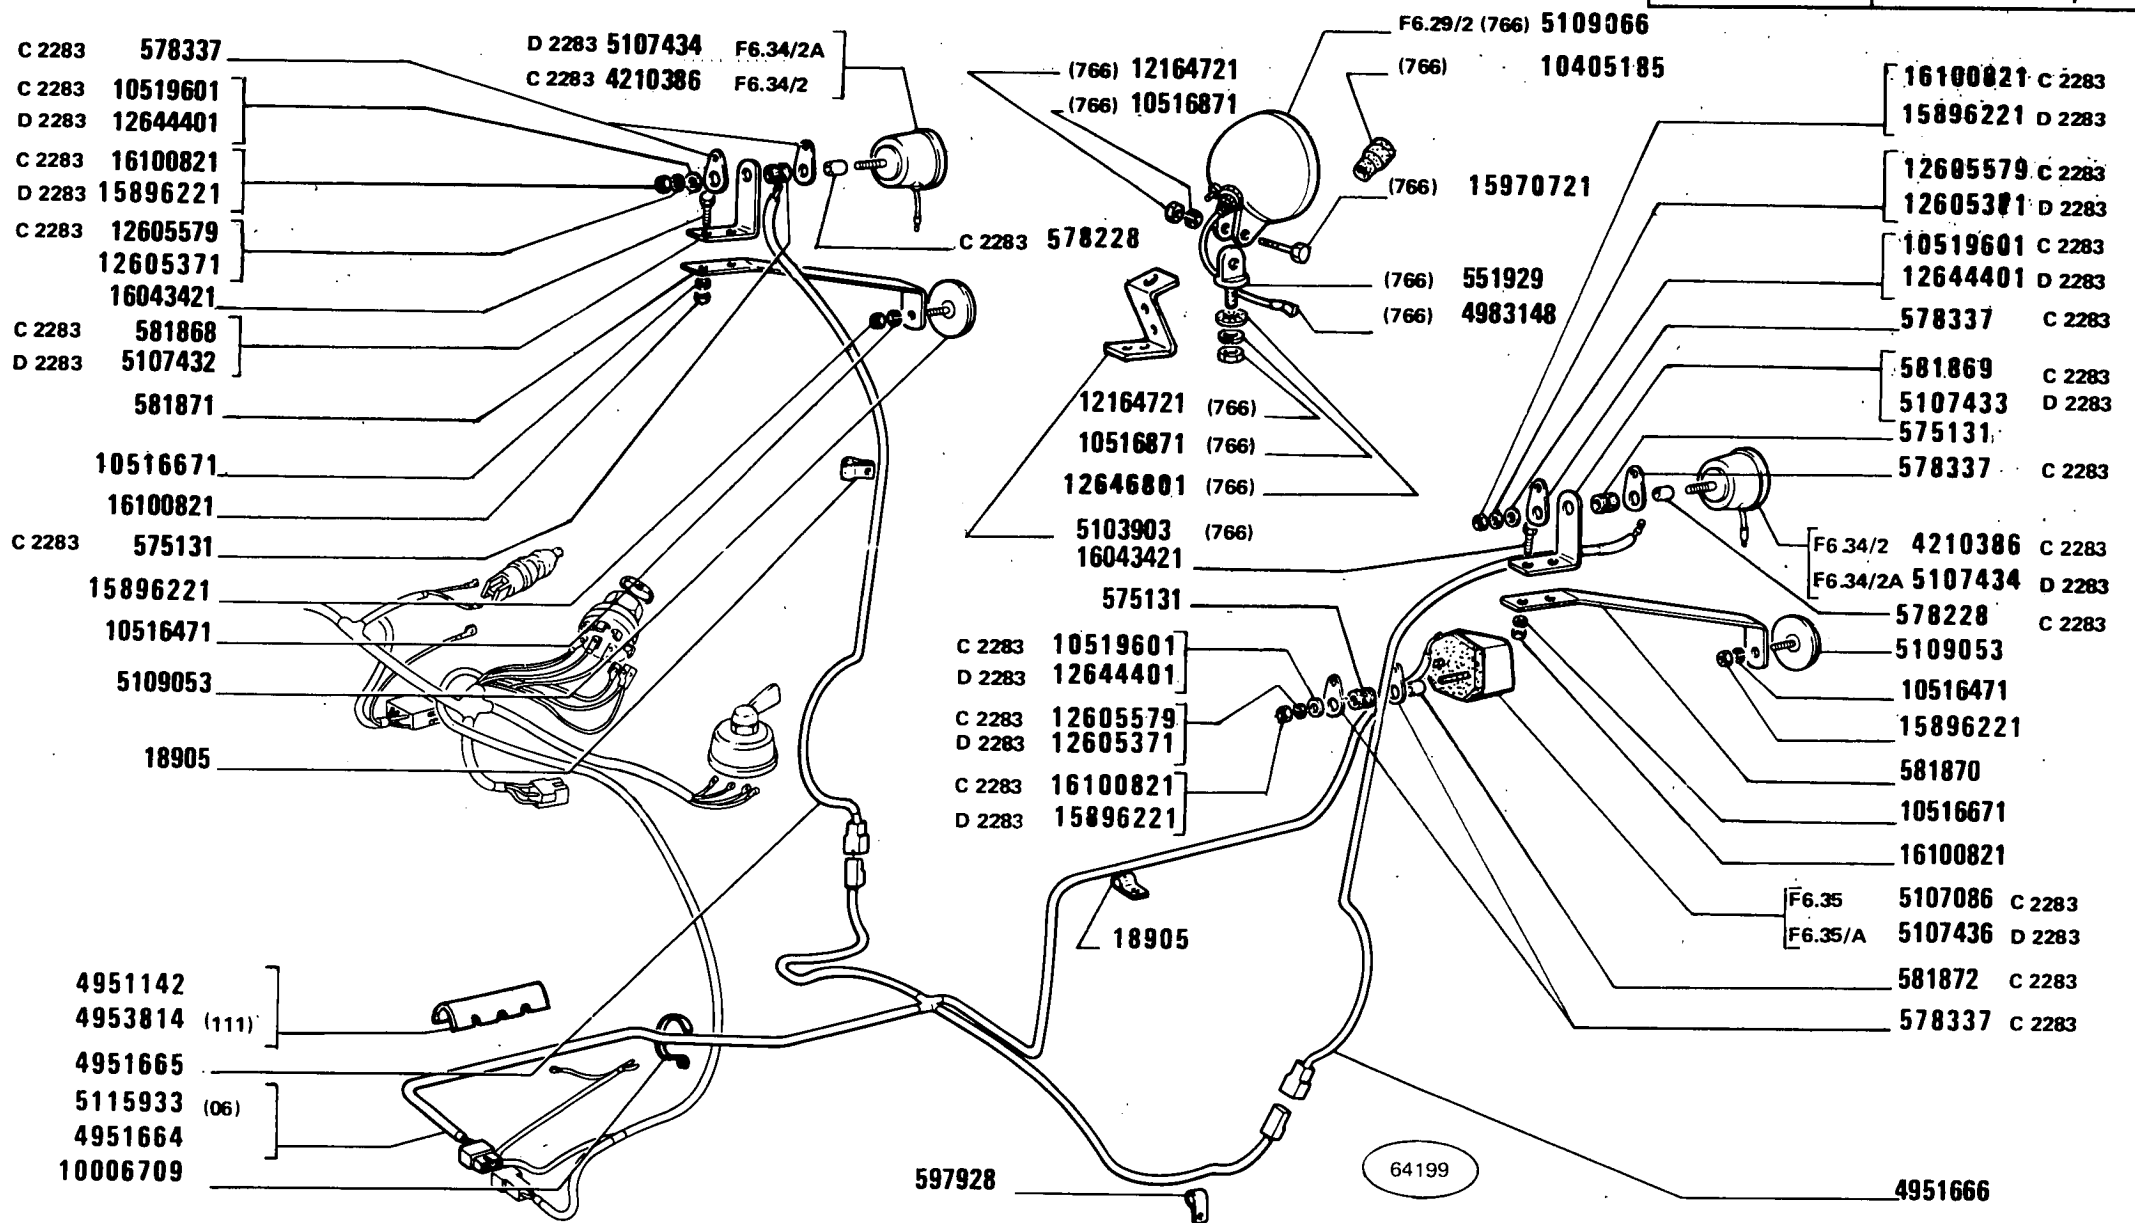 C 2283 578337
C 2283 10519601
D 2283 12644401
C 2283 16100821
D 2283 15896221
C 2283 12605579
12605371
16043421
C 2283 581868
D 2283 5107432
581871
10516671
16100821
C 2283 575131
15896221
10516471
5109053
18905
4951142
4953814 (111)
4951665
5115933 (06)
4951664
10006709
D 2283 5107434 F6.34/2A
C 2283 4210386 F6.34/2
C 2283 578228
(766) 12164721
(766) 10516871
F6.29/2 (766) 5109066
(766) 10405185
(766) 15970721
(766) 551929
(766) 4983148
12164721 (766)
10516871 (766)
12646801 (766)
5103903 (766)
16043421
575131
C 2283 10519601
D 2283 12644401
C 2283 12605579
D 2283 12605371
C 2283 16100821
D 2283 15896221
18905
597928
64199
16100821 C 2283
15896221 D 2283
12605579 C 2283
12605371 D 2283
10519601 C 2283
12644401 D 2283
578337 C 2283
581869 C 2283
5107433 D 2283
575131
578337 C 2283
F6.34/2 4210386 C 2283
F6.34/2A 5107434 D 2283
578228 C 2283
5109053
10516471
15896221
581870
10516671
16100821
F6.35 5107086 C 2283
F6.35/A 5107436 D 2283
581872 C 2283
578337 C 2283
4951666